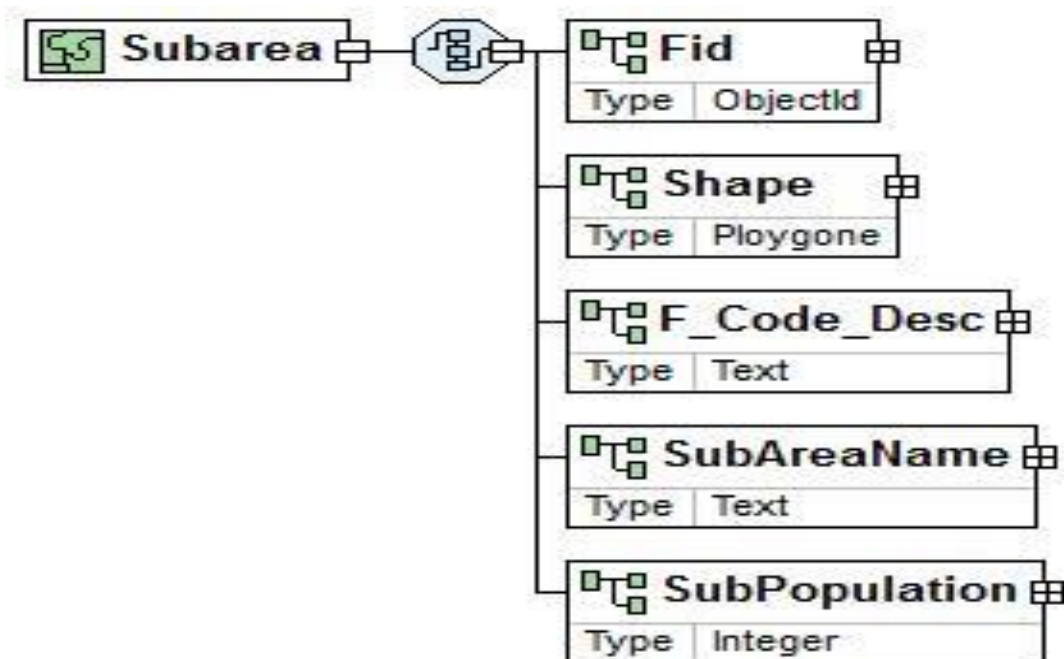 Subarea
Fid
Type ObjectId
Shape
Type Ploygone
F_Code_Desc
Type Text
SubAreaName
Type Text
SubPopulation
Type Integer